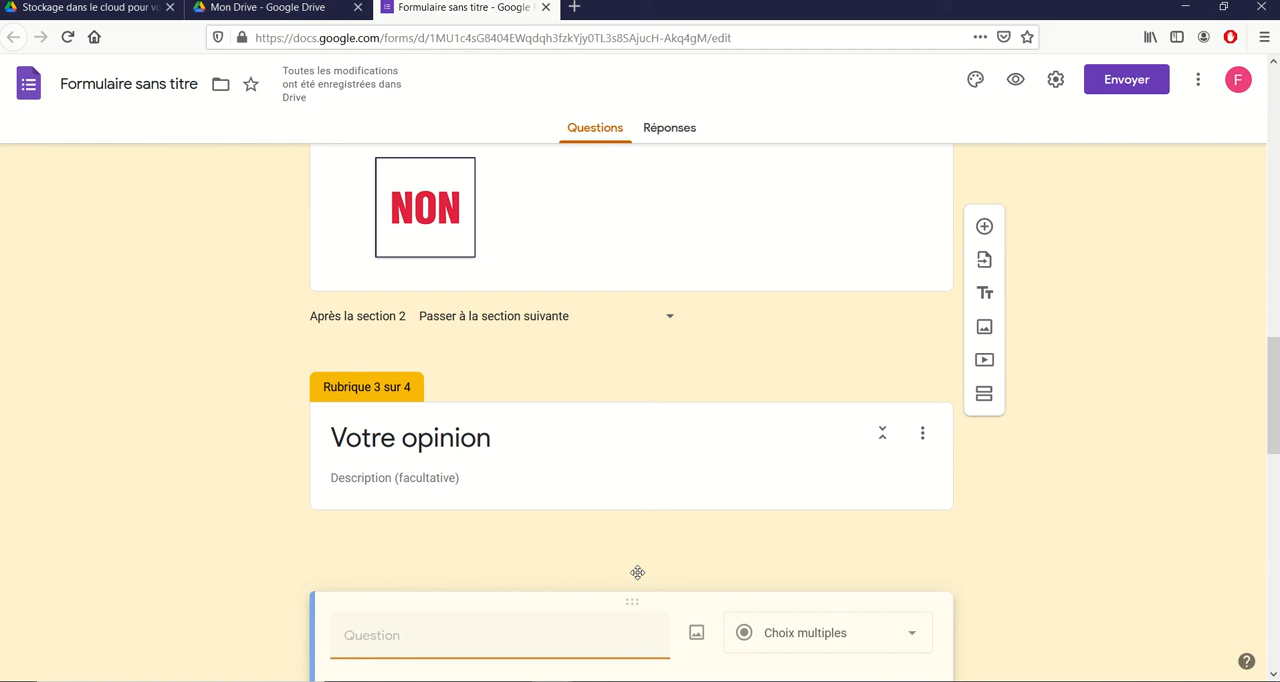 Stockage dans le cloud pour vo
Mon Drive - Google Drive
Formulaire sans titre - Google F
https://docs.google.com/forms/d/1MU1c4sG8404EWqdqh3fzkYjy0TL3s8SAjucH-Akq4gM/edit
Formulaire sans titre
Toutes les modifications
ont été enregistrées dans
Drive
Envoyer
F
Questions
Réponses
NON
Après la section 2 Passer à la section suivante
Rubrique 3 sur 4
Votre opinion
Description (facultative)
Question
Choix multiples